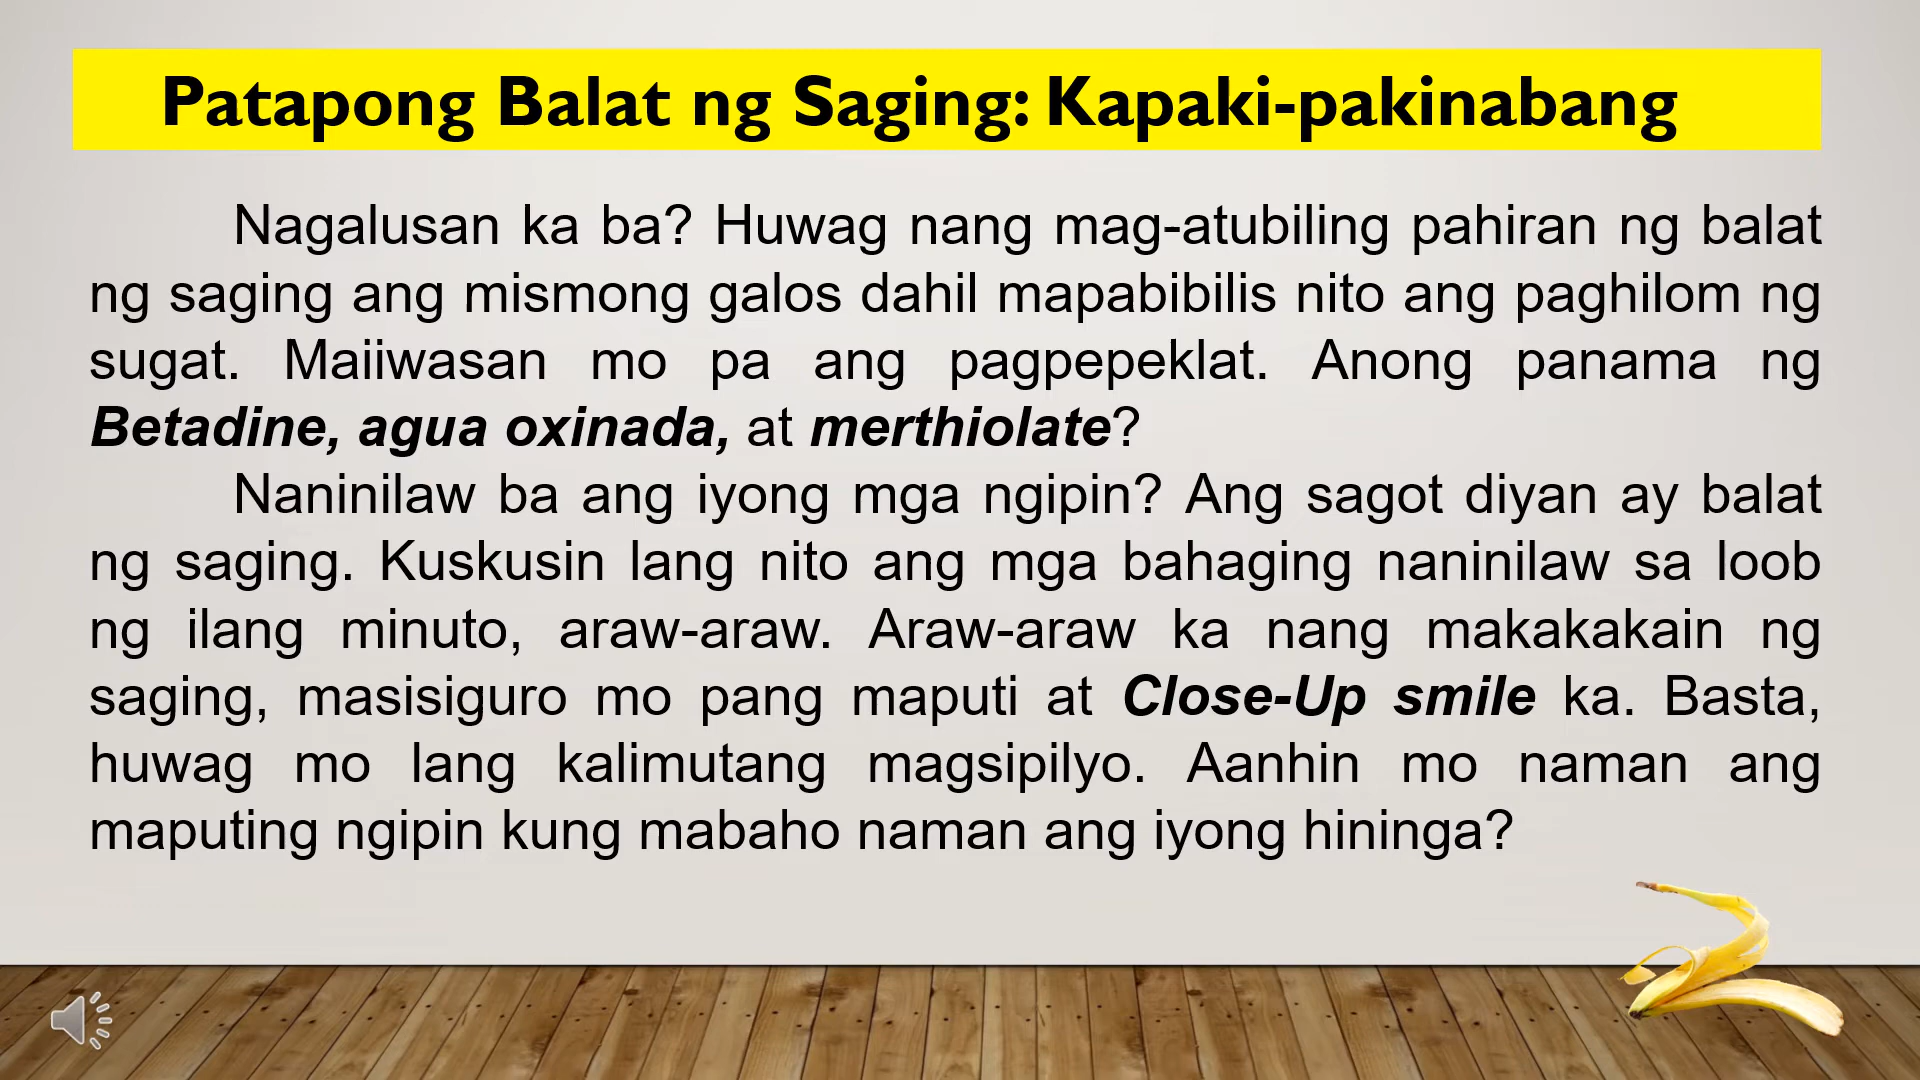 Patapong Balat ng Saging: Kapaki-pakinabang
Nagalusan ka ba? Huwag nang mag-atubiling pahiran ng balat
ng saging ang mismong galos dahil mapabibilis nito ang paghilom ng
sugat. Maiiwasan mo pa ang pagpepeklat. Anong panama ng
Betadine, agua oxinada, at merthiolate?
Naninilaw ba ang iyong mga ngipin? Ang sagot diyan ay balat
ng saging. Kuskusin lang nito ang mga bahaging naninilaw sa loob
ng ilang minuto, araw-araw. Araw-araw ka nang makakakain ng
saging, masisiguro mo pang maputi at Close-Up smile ka. Basta,
huwag mo lang kalimutang magsipilyo. Aanhin mo naman ang
maputing ngipin kung mabaho naman ang iyong hininga?